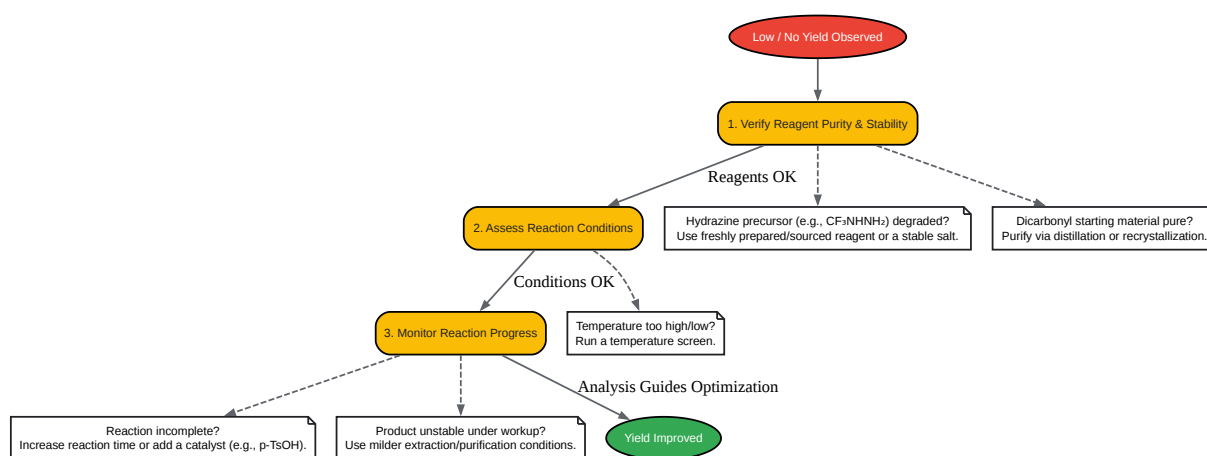 Low / No Yield Observed
1. Verify Reagent Purity & Stability
Reagents OK
2. Assess Reaction Conditions
Hydrazine precursor (e.g., CF₃NHNH₂) degraded?
Use freshly prepared/sourced reagent or a stable salt.
Dicarbonyl starting material pure?
Purify via distillation or recrystallization.
Conditions OK
3. Monitor Reaction Progress
Temperature too high/low?
Run a temperature screen.
Analysis Guides Optimization
Reaction incomplete?
Increase reaction time or add a catalyst (e.g., p-TsOH).
Product unstable under workup?
Use milder extraction/purification conditions.
Yield Improved